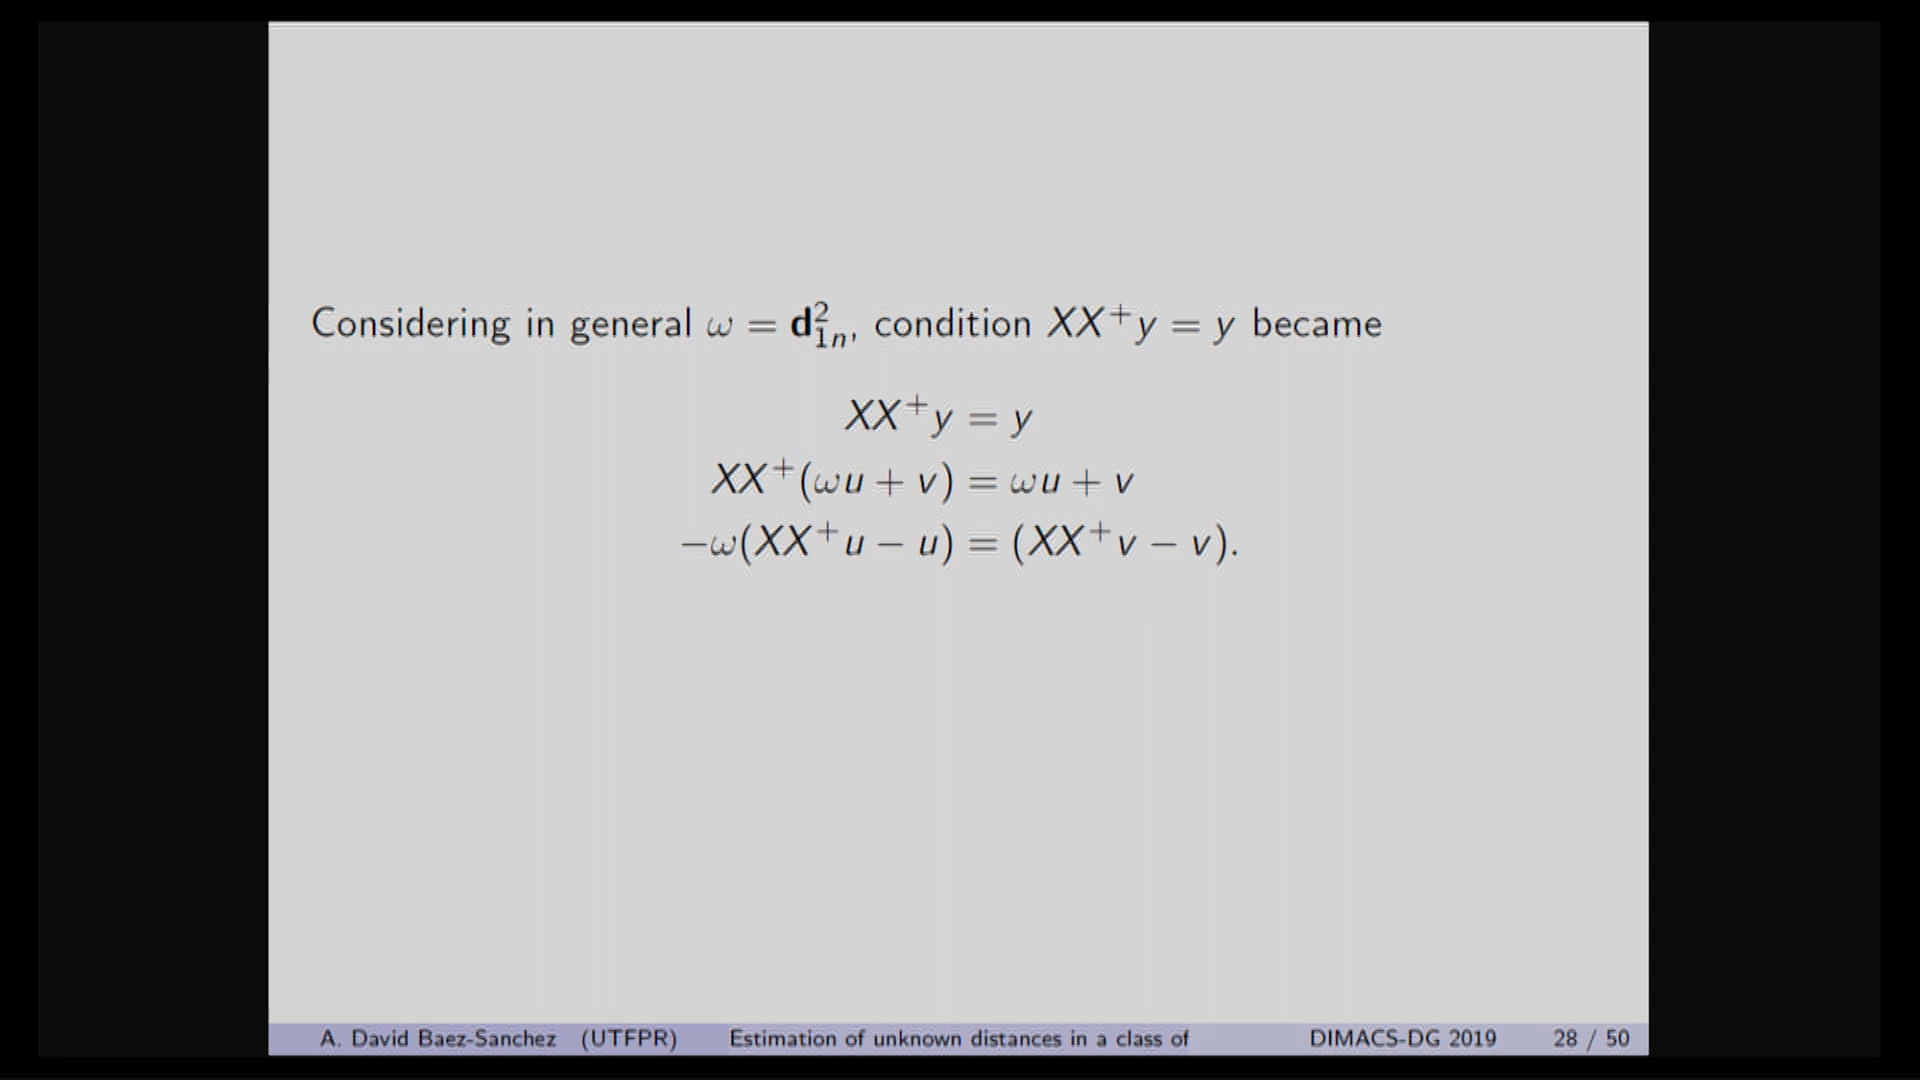 Considering in general ω = d²₁ₙ, condition XX⁺y = y became
XX⁺y = y
XX⁺(ωu + v) = ωu + v
−ω(XX⁺u − u) = (XX⁺v − v).
A. David Baez-Sanchez (UTFPR) Estimation of unknown distances in a class of DIMACS-DG 2019 28 / 50